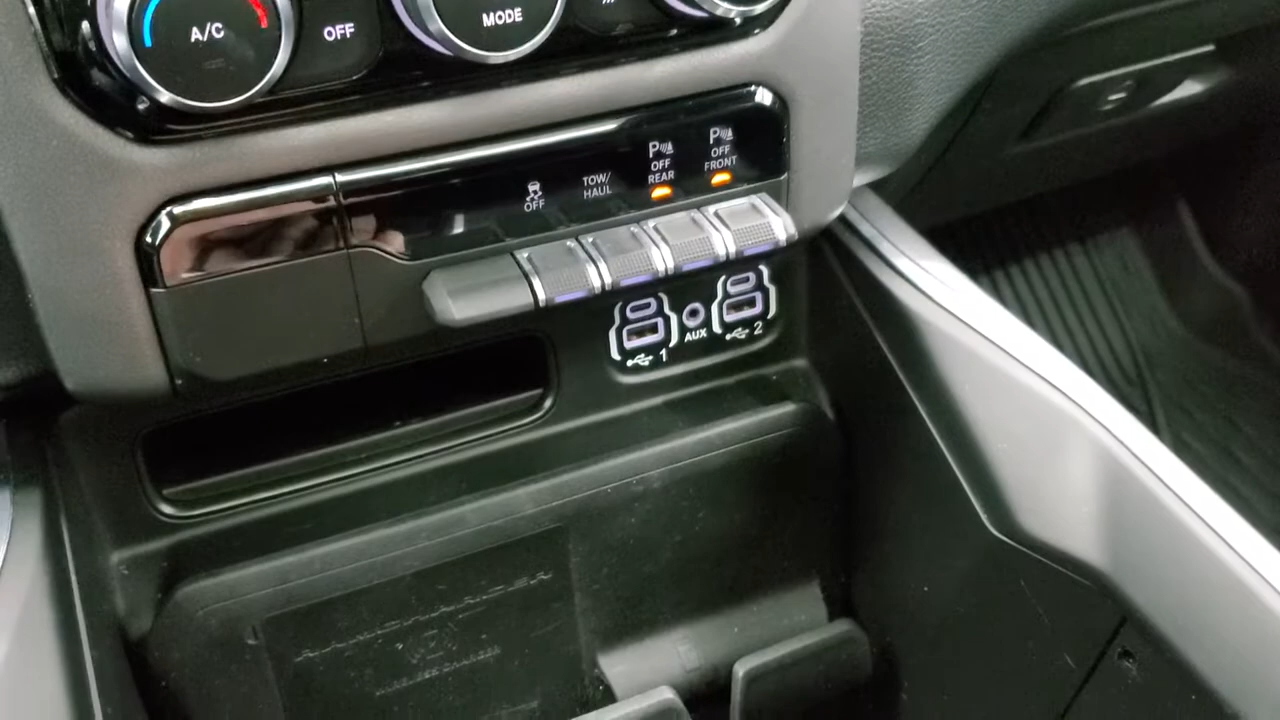 A/C
OFF
MODE
OFF
TOW/
HAUL
P
OFF
REAR
P
OFF
FRONT
1
AUX
2